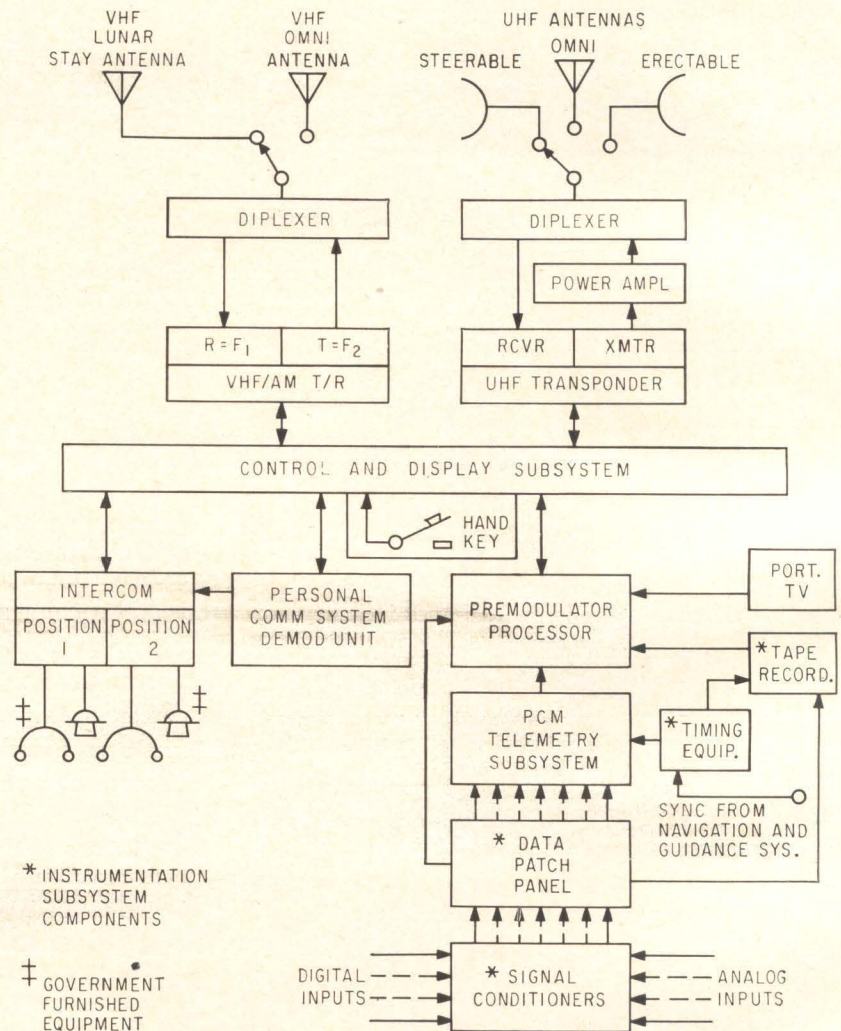 VHF
LUNAR
STAY ANTENNA
VHF
OMNI
ANTENNA
UHF ANTENNAS
STEERABLE
OMNI
ERECTABLE
DIPLEXER
DIPLEXER
POWER AMPL
R=F1
T=F2
VHF/AM T/R
RCVR
XMTR
UHF TRANSPONDER
CONTROL AND DISPLAY SUBSYSTEM
HAND
KEY
INTERCOM
POSITION
1
POSITION
2
PERSONAL
COMM SYSTEM
DEMOD UNIT
PREMODULATOR
PROCESSOR
PORT.
TV
* TAPE
RECORD.
PCM
TELEMETRY
SUBSYSTEM
* TIMING
EQUIP.
SYNC FROM
NAVIGATION AND
GUIDANCE SYS.
‡
‡
* DATA
PATCH
PANEL
* INSTRUMENTATION
SUBSYSTEM
COMPONENTS
‡ GOVERNMENT
FURNISHED
EQUIPMENT
DIGITAL
INPUTS
* SIGNAL
CONDITIONERS
ANALOG
INPUTS